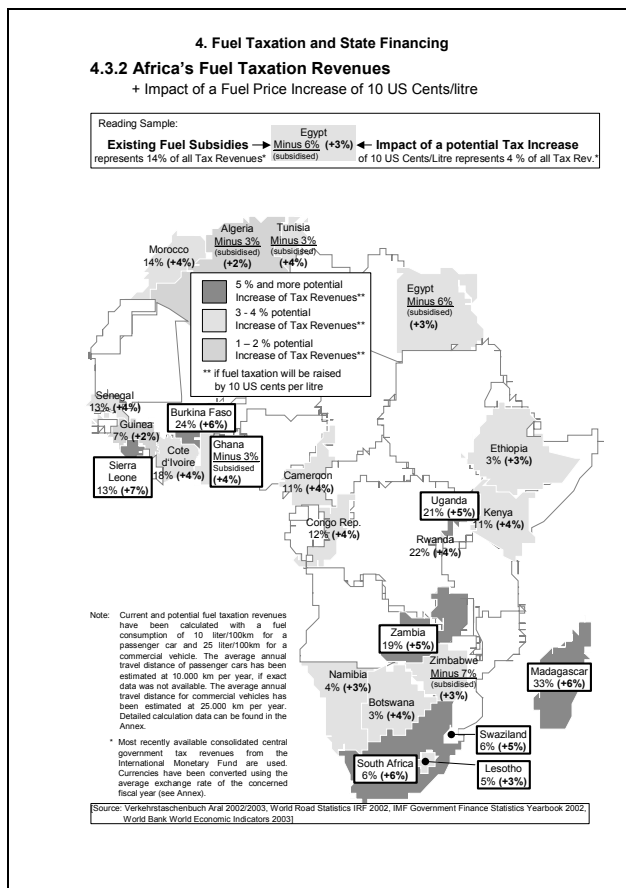 4. Fuel Taxation and State Financing
4.3.2 Africa's Fuel Taxation Revenues
+ Impact of a Fuel Price Increase of 10 US Cents/litre
Reading Sample:
Existing Fuel Subsidies
represents 14% of all Tax Revenues*
Egypt
Minus 6% (+3%)
(subsidised)
Impact of a potential Tax Increase
of 10 US Cents/Litre represents 4 % of all Tax Rev.*
Algeria
Minus 3%
(subsidised)
(+2%)
Tunisia
Minus 3%
(subsidised)
(+4%)
Morocco
14% (+4%)
5 % and more potential
Increase of Tax Revenues**
3 - 4 % potential
Increase of Tax Revenues**
1 – 2 % potential
Increase of Tax Revenues**
** if fuel taxation will be raised
by 10 US cents per litre
Egypt
Minus 6%
(subsidised)
(+3%)
Senegal
13% (+4%)
Guinea
7% (+2%)
Burkina Faso
24% (+6%)
Sierra
Leone
13% (+7%)
Cote
d'Ivoire
18% (+4%)
Ghana
Minus 3%
Subsidised
(+4%)
Cameroon
11% (+4%)
Ethiopia
3% (+3%)
Uganda
21% (+5%)
Kenya
11% (+4%)
Congo Rep.
12% (+4%)
Rwanda
22% (+4%)
Zambia
19% (+5%)
Zimbabwe
Minus 7%
(subsidised)
(+3%)
Madagascar
33% (+6%)
Namibia
4% (+3%)
Botswana
3% (+4%)
Swaziland
6% (+5%)
South Africa
6% (+6%)
Lesotho
5% (+3%)
Note: Current and potential fuel taxation revenues
have been calculated with a fuel
consumption of 10 liter/100km for a
passenger car and 25 liter/100km for a
commercial vehicle. The average annual
travel distance of passenger cars has been
estimated at 10.000 km per year, if exact
data was not available. The average annual
travel distance for commercial vehicles has
been estimated at 25.000 km per year.
Detailed calculation data can be found in the
Annex.
* Most recently available consolidated central
government tax revenues from the
International Monetary Fund are used.
Currencies have been converted using the
average exchange rate of the concerned
fiscal year (see Annex).
[Source: Verkehrstaschenbuch Aral 2002/2003, World Road Statistics IRF 2002, IMF Government Finance Statistics Yearbook 2002,
World Bank World Economic Indicators 2003]